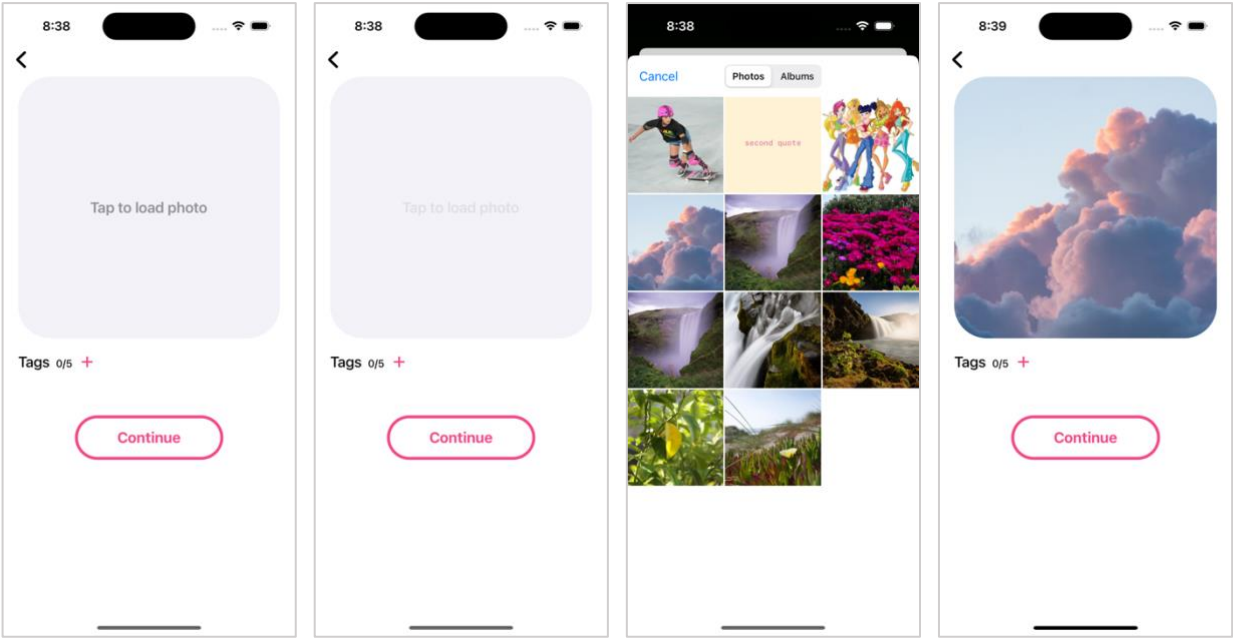 8:38
Tap to load photo
Tags 0/5 +
Continue
8:38
Tap to load photo
Tags 0/5 +
Continue
8:38
Cancel
Photos
Albums
second quote
8:39
Tags 0/5 +
Continue